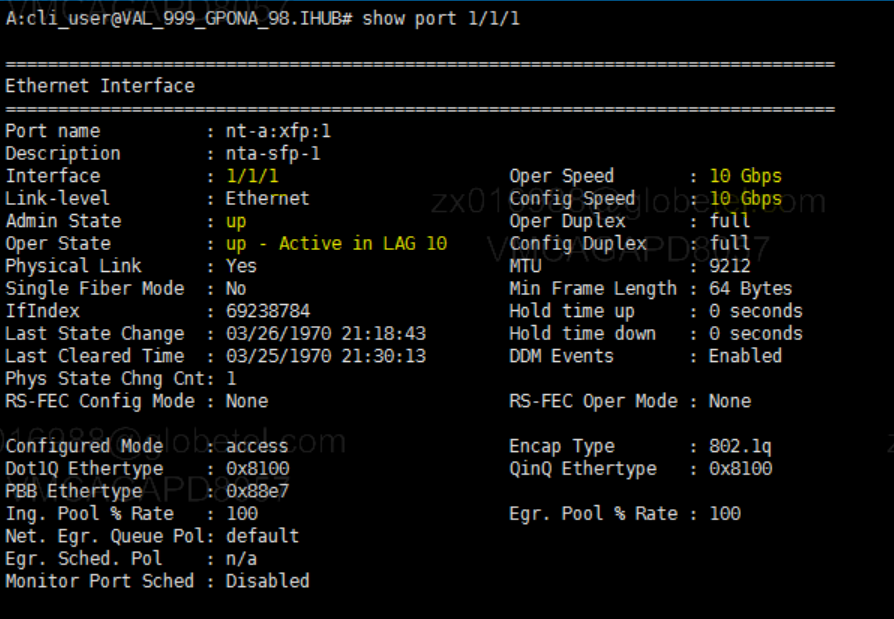 A:cli_user@VAL_999_GPONA_98.IHUB# show port 1/1/1
===============================================================================
Ethernet Interface
===============================================================================
Port name          : nt-a:xfp:1
Description        : nta-sfp-1
Interface          : 1/1/1                      Oper Speed       : 10 Gbps
Link-level         : Ethernet                   Config Speed     : 10 Gbps
Admin State        : up                         Oper Duplex      : full
Oper State         : up - Active in LAG 10      Config Duplex    : full
Physical Link      : Yes                        MTU              : 9212
Single Fiber Mode  : No                         Min Frame Length : 64 Bytes
IfIndex            : 69238784                   Hold time up     : 0 seconds
Last State Change  : 03/26/1970 21:18:43        Hold time down   : 0 seconds
Last Cleared Time  : 03/25/1970 21:30:13        DDM Events       : Enabled
Phys State Chng Cnt: 1
RS-FEC Config Mode : None                       RS-FEC Oper Mode : None
Configured Mode    : access                     Encap Type       : 802.1q
Dot1Q Ethertype    : 0x8100                     QinQ Ethertype   : 0x8100
PBB Ethertype      : 0x88e7
Ing. Pool % Rate   : 100                        Egr. Pool % Rate : 100
Net. Egr. Queue Pol: default
Egr. Sched. Pol    : n/a
Monitor Port Sched : Disabled